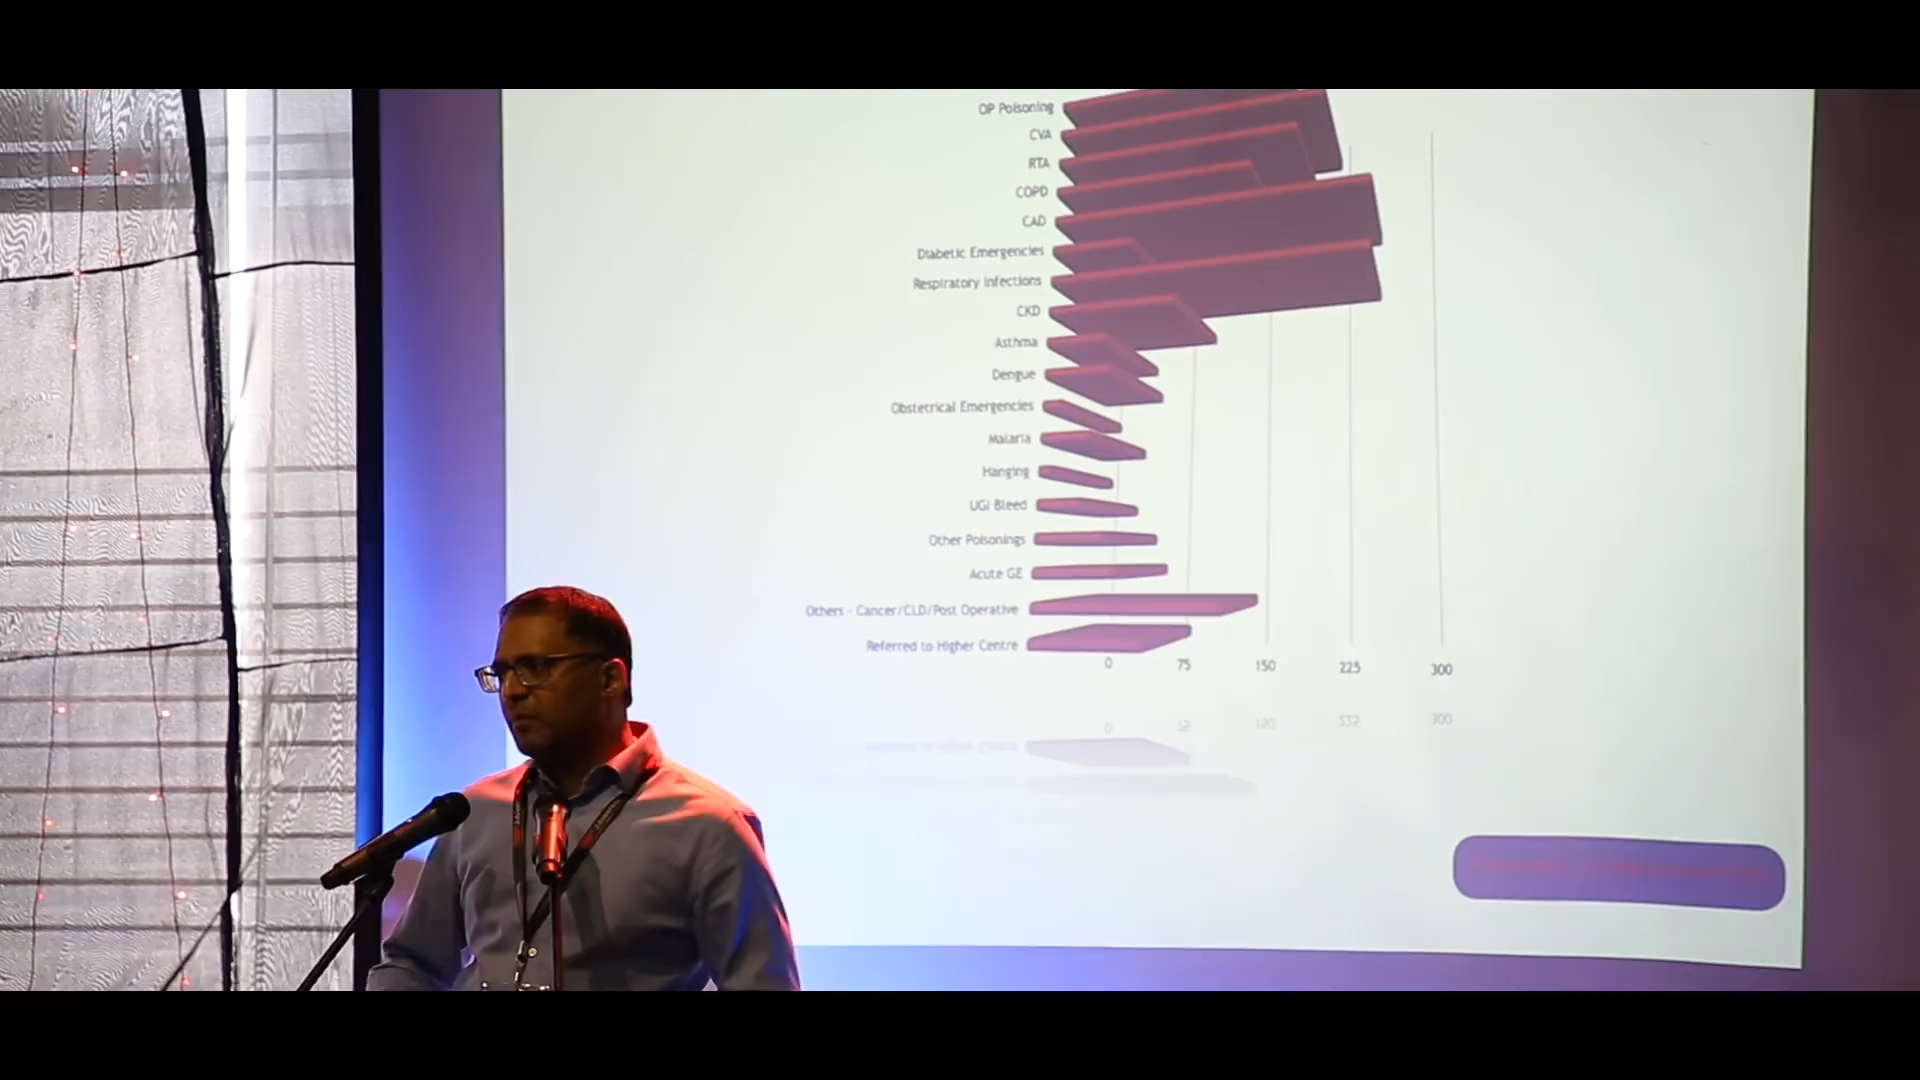 OP Poisoning
CVA
RTA
COPD
CAD
Diabetic Emergencies
Respiratory Infections
CKD
Asthma
Dengue
Obstetrical Emergencies
Malaria
Hanging
UGI Bleed
Other Poisonings
Acute GE
Others - Cancer/CLD/Post Operative
Referred to Higher Centre
0 75 150 225 300